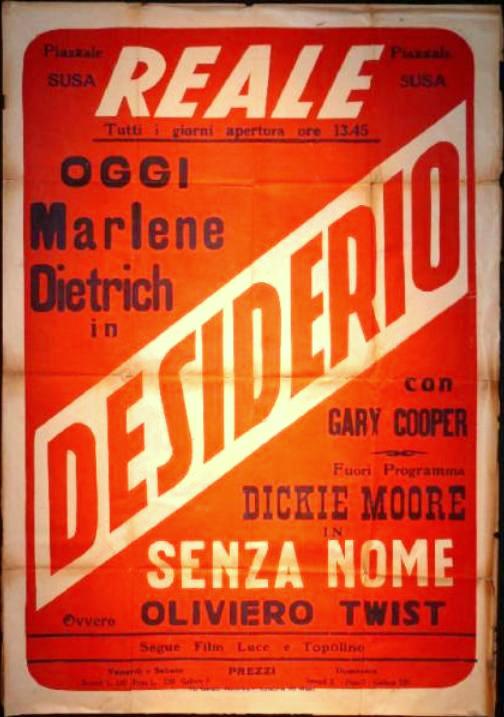 Piazzale REALE Piazzale
SUSA SUSA
Tutti i giorni apertura ore 13.45
OGGI
Marlene
Dietrich
in
DESIDERIO
con
GARY COOPER
Fuori Programma
DICKIE MOORE
IN
SENZA NOME
Ovvero OLIVIERO TWIST
Segue Film Luce e Topolino
Venerdì e Sabato PREZZI Domenica